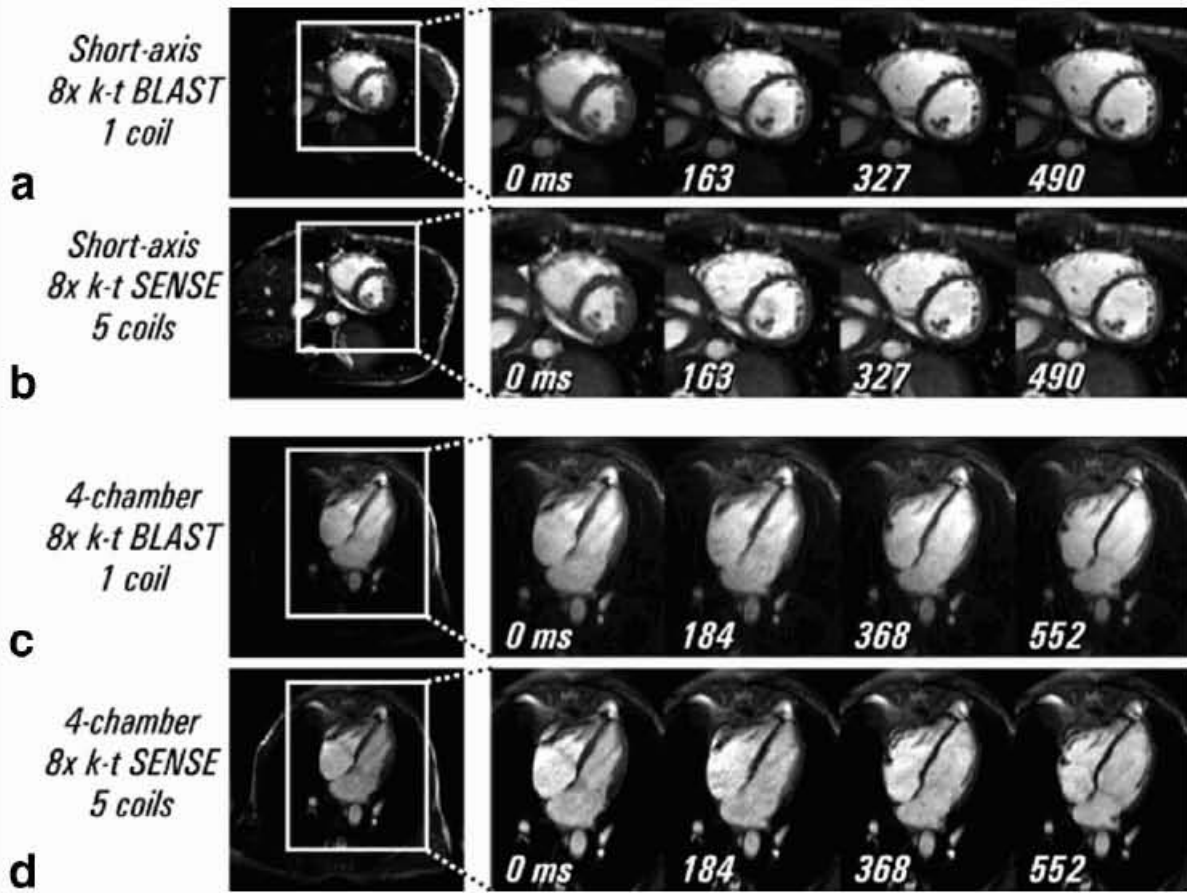 Short-axis
8x k-t BLAST
1 coil
a
0 ms 163 327 490
Short-axis
8x k-t SENSE
5 coils
b
0 ms 163 327 490
4-chamber
8x k-t BLAST
1 coil
c
0 ms 184 368 552
4-chamber
8x k-t SENSE
5 coils
d
0 ms 184 368 552